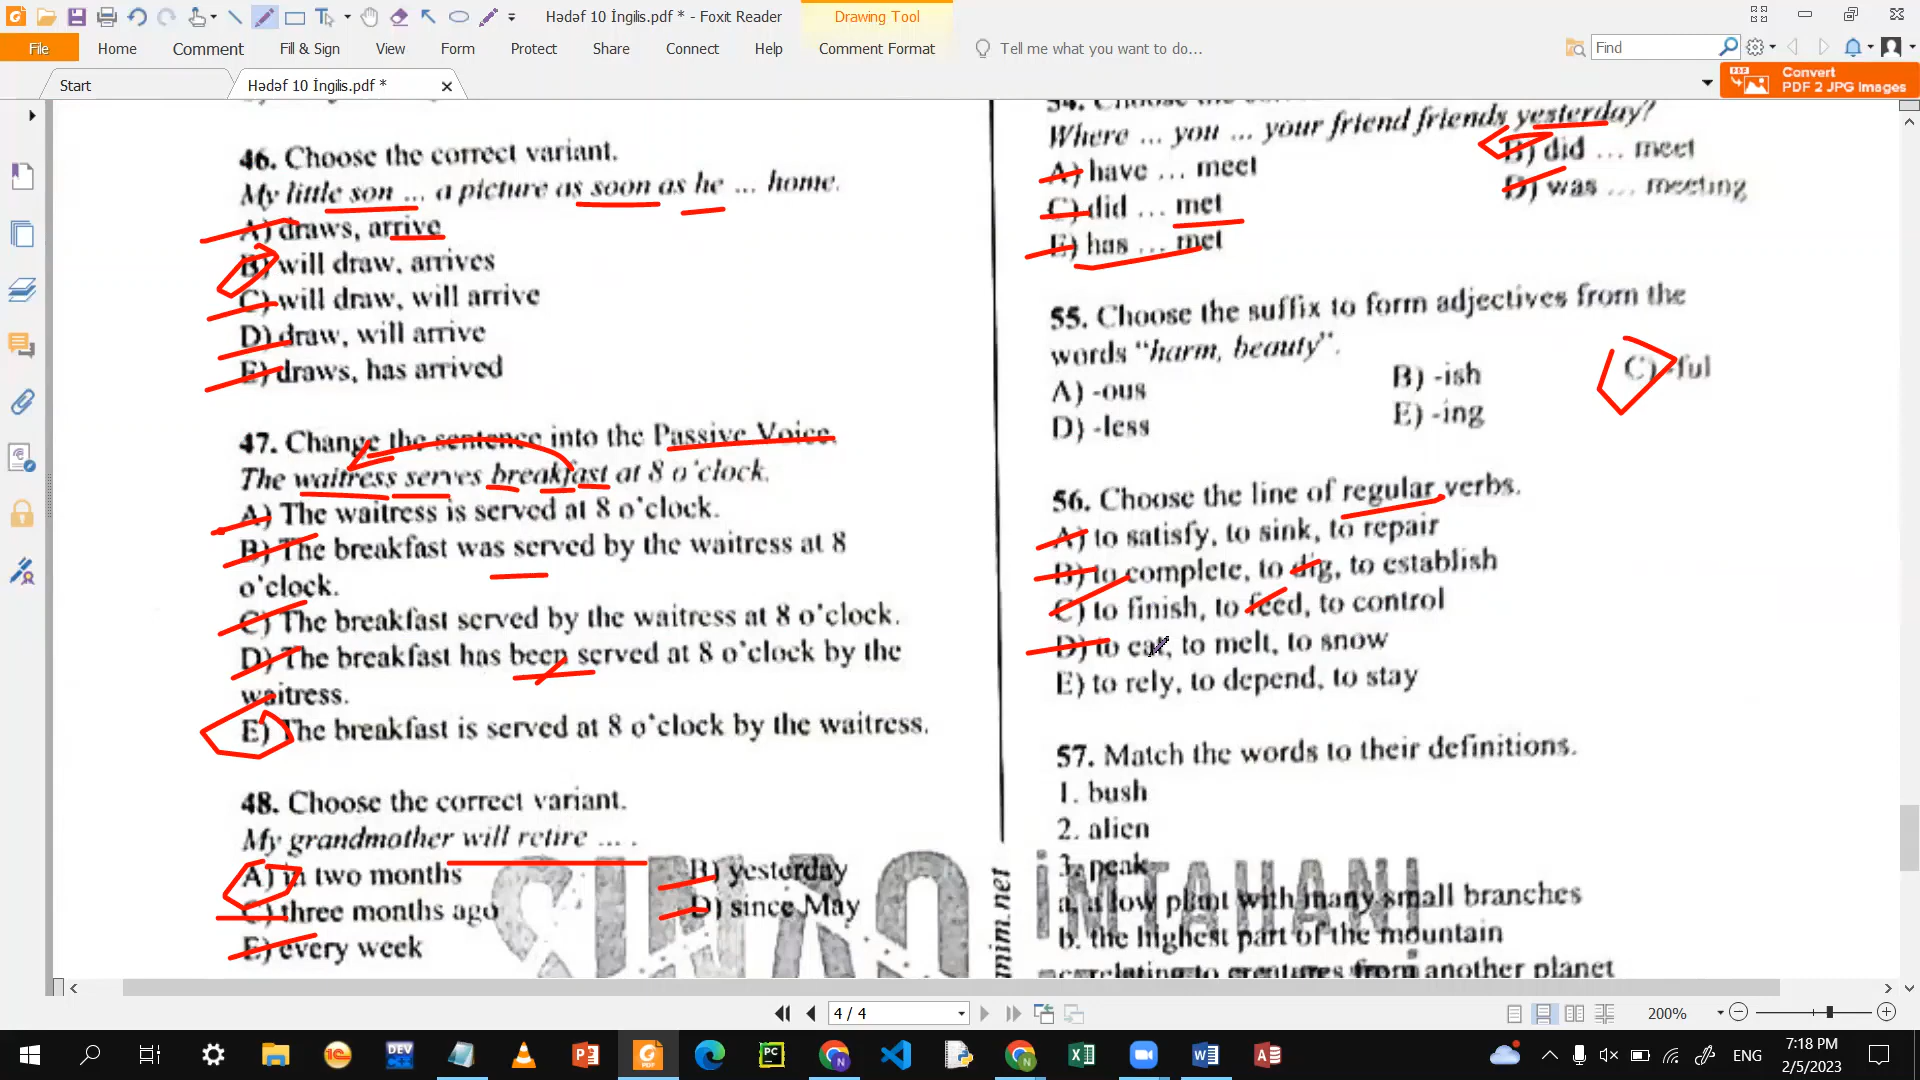 Hədəf 10 İngilis.pdf * - Foxit Reader
Drawing Tool
File
Home
Comment
Fill & Sign
View
Form
Protect
Share
Connect
Help
Comment Format
Tell me what you want to do...
Find
Start
Hədəf 10 İngilis.pdf *
Convert
PDF 2 JPG Images
46. Choose the correct variant.
My little son ... a picture as soon as he ... home.
A) draws, arrive
B) will draw, arrives
C) will draw, will arrive
D) draw, will arrive
E) draws, has arrived
47. Change the sentence into the Passive Voice.
The waitress serves breakfast at 8 o'clock.
A) The waitress is served at 8 o'clock.
B) The breakfast was served by the waitress at 8
o'clock.
C) The breakfast served by the waitress at 8 o'clock.
D) The breakfast has been served at 8 o'clock by the
waitress.
E) The breakfast is served at 8 o'clock by the waitress.
48. Choose the correct variant.
My grandmother will retire ... .
A) in two months
B) yesterday
C) three months ago
D) since May
E) every week
54. Choose the
Where ... you ... your friend friends yesterday?
A) have ... meet
B) did ... meet
C) did ... met
D) was ... meeting
E) has ... met
55. Choose the suffix to form adjectives from the
words "harm, beauty".
A) -ous
B) -ish
C) -ful
D) -less
E) -ing
56. Choose the line of regular verbs.
A) to satisfy, to sink, to repair
B) to complete, to dig, to establish
C) to finish, to feed, to control
D) to eat, to melt, to snow
E) to rely, to depend, to stay
57. Match the words to their definitions.
1. bush
2. alien
3. peak
a. a low plant with many small branches
b. the highest part of the mountain
c. relating to creatures from another planet
İMTAHANI
anim.net
4 / 4
200%
ENG
7:18 PM
2/5/2023